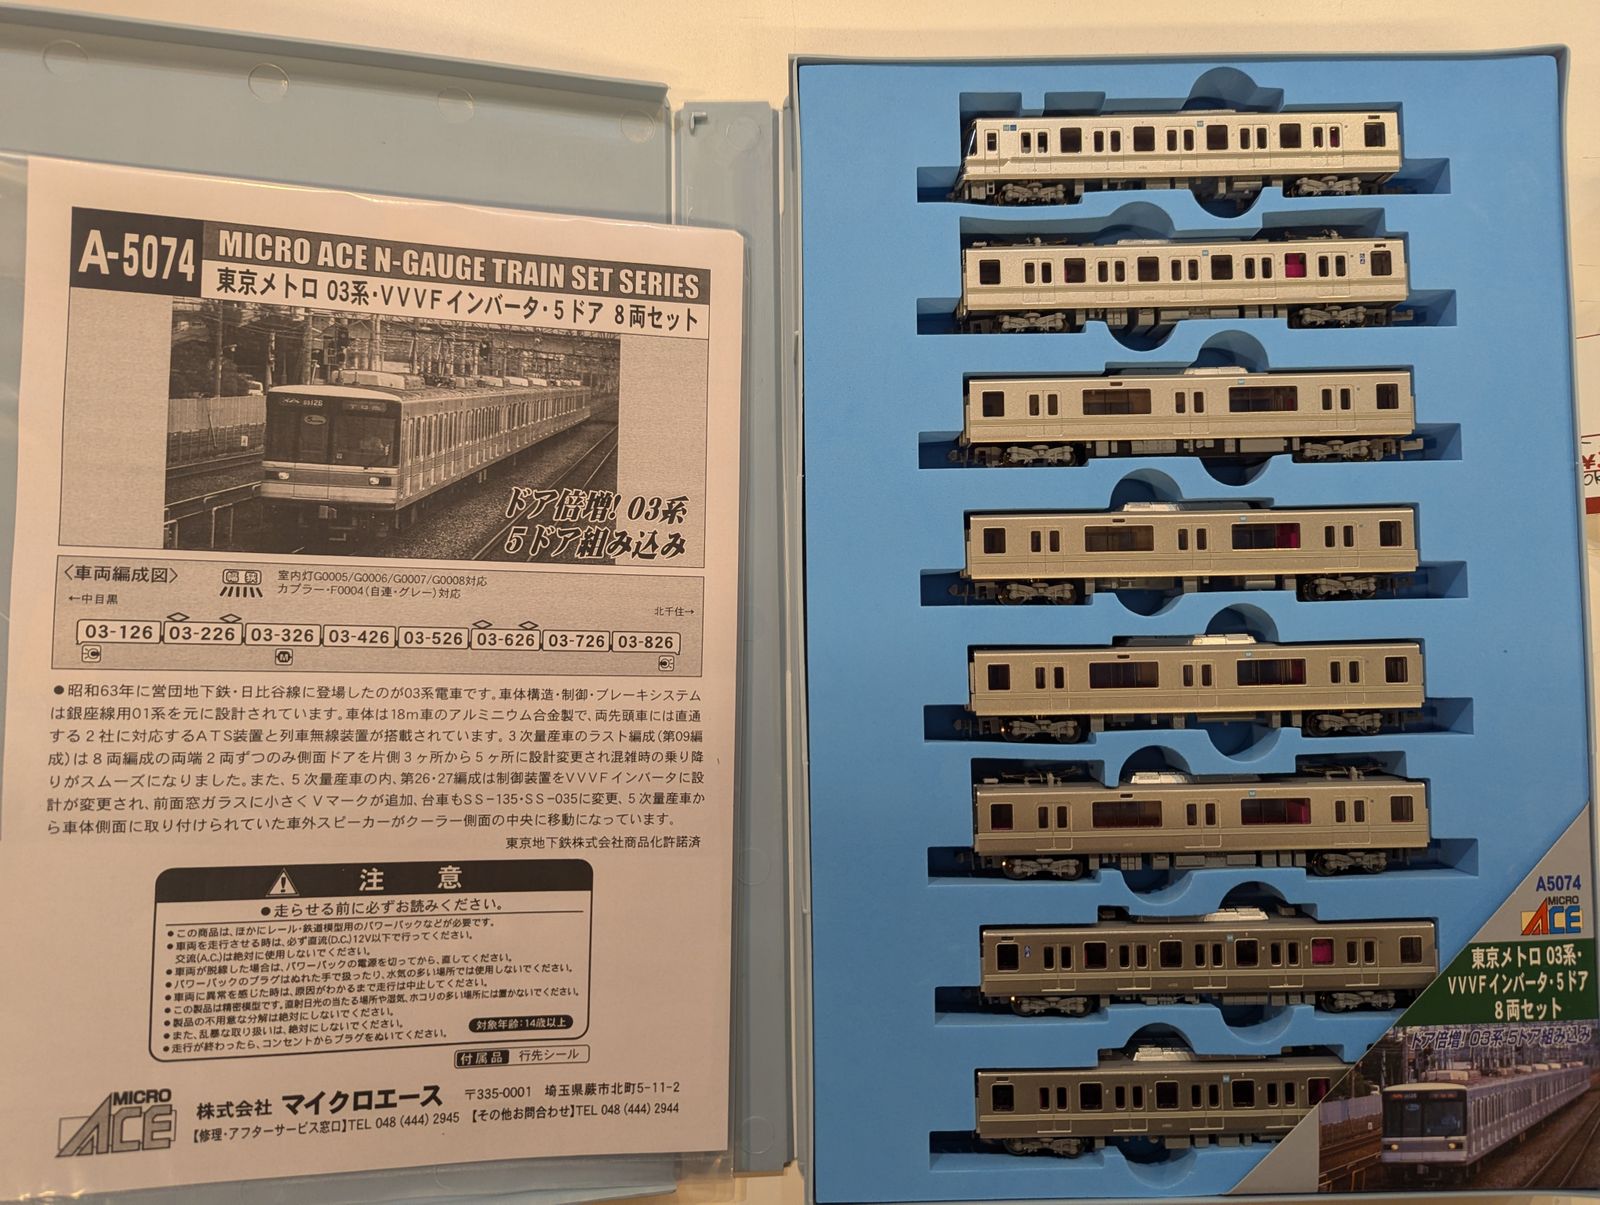 A-5074
MICRO ACE N-GAUGE TRAIN SET SERIES
東京メトロ 03系・VVVFインバータ・5ドア 8両セット
03126
ドア倍増! 03系
5ドア組み込み
〈車両編成図〉
幅狭
室内灯G0005/G0006/G0007/G0008対応
カプラー・F0004(自連・グレー)対応
←中目黒
北千住→
03-126 03-226 03-326 03-426 03-526 03-626 03-726 03-826
M
●昭和63年に営団地下鉄・日比谷線に登場したのが03系電車です。車体構造・制御・ブレーキシステム
は銀座線用01系を元に設計されています。車体は18m車のアルミニウム合金製で、両先頭車には直通
する2社に対応するATS装置と列車無線装置が搭載されています。3次量産車のラスト編成(第09編
成)は8両編成の両端2両ずつのみ側面ドアを片側3ヶ所から5ヶ所に設計変更され混雑時の乗り降
りがスムーズになりました。また、5次量産車の内、第26・27編成は制御装置をVVVFインバータに設
計が変更され、前面窓ガラスに小さくVマークが追加、台車もSS-135・SS-035に変更、5次量産車か
ら車体側面に取り付けられていた車外スピーカーがクーラー側面の中央に移動になっています。
東京地下鉄株式会社商品化許諾済
注意
●走らせる前に必ずお読みください。
●この商品は、ほかにレール・鉄道模型用のパワーパックなどが必要です。
●車両を走行させる時は、必ず直流(D.C.)12V以下で行ってください。
交流(A.C.)は絶対に使用しないでください。
●車両が脱線した場合は、パワーパックの電源を切ってから、直してください。
●パワーパックのプラグはぬれた手で扱ったり、水気の多い場所では使用しないでください。
●車両に異常を感じた時は、原因がわかるまで走行は中止してください。
●この製品は精密模型です。直射日光の当たる場所や湿気、ホコリの多い場所には置かないでください。
●製品の不用意な分解は絶対にしないでください。
●また、乱暴な取り扱いは、絶対にしないでください。
●走行が終わったら、コンセントからプラグをぬいてください。
対象年齢:14歳以上
付属品 行先シール
MICRO ACE
株式会社 マイクロエース 〒335-0001 埼玉県蕨市北町5-11-2
【修理・アフターサービス窓口】TEL 048 (444) 2945 【その他お問合わせ】TEL 048 (444) 2944
A5074
MICRO ACE
東京メトロ 03系・
VVVFインバータ・5ドア
8両セット
ドア倍増! 03系 5ドア組み込み